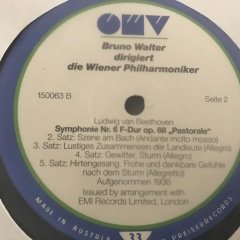 OMV
Bruno Walter
dirigiert
die Wiener Philharmoniker
150063 B
Seite 2
Ludwig van Beethoven
Symphonie Nr. 6 F-Dur op. 68 „Pastorale"
2. Satz: Szene am Bach (Andante molto mosso)
3. Satz: Lustiges Zusammensein der Landleute (Allegro)
4. Satz: Gewitter, Sturm (Allegro)
5. Satz: Hirtengesang. Frohe und dankbare Gefühle
nach dem Sturm (Allegretto)
Aufgenommen 1936
Issued by arrangement with
EMI Records Limited, London
33
MADE IN AUSTRIA
PREISERRECORDS